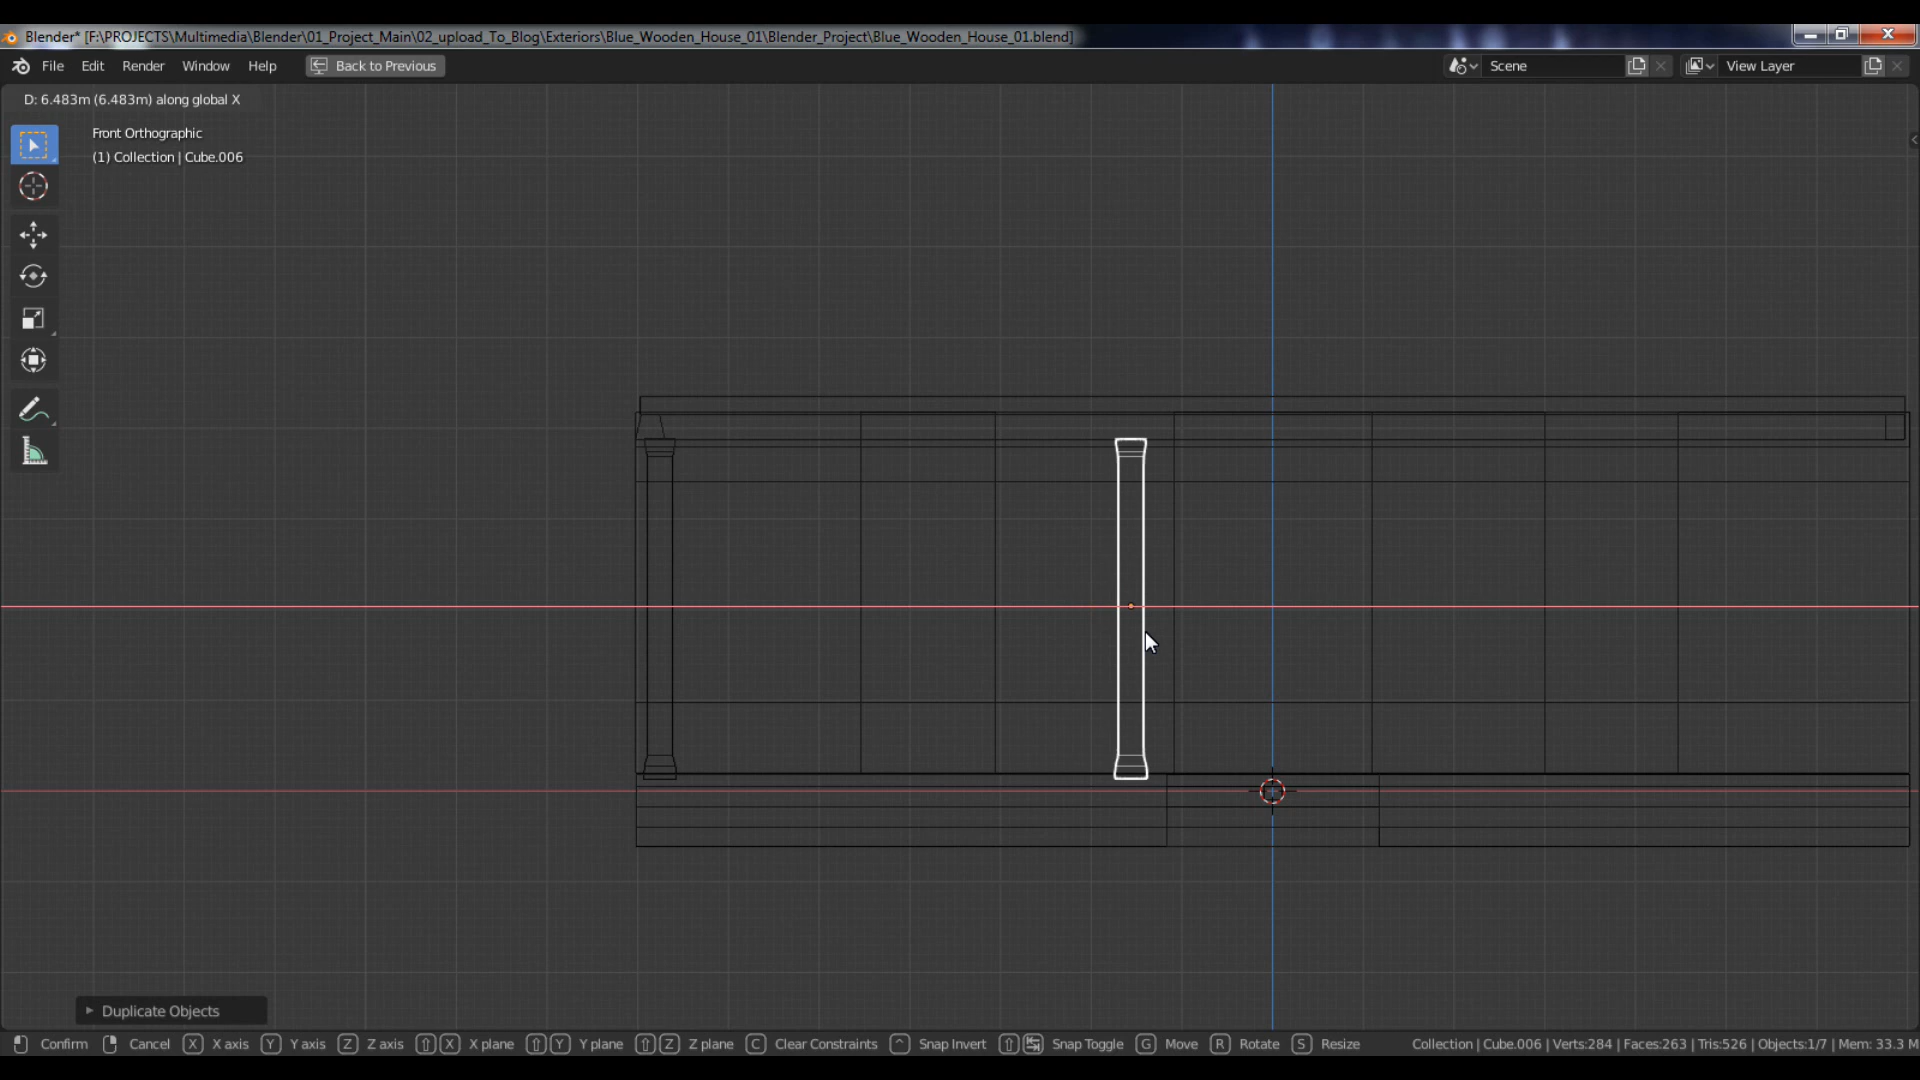 Blender* [F:\PROJECTS\Multimedia\Blender\01_Project_Main\02_upload_To_Blog\Exteriors\Blue_Wooden_House_01\Blender_Project\Blue_Wooden_House_01.blend]
File Edit Render Window Help Back to Previous Scene View Layer
D: 6.483m (6.483m) along global X
Front Orthographic
(1) Collection | Cube.006
Duplicate Objects
Confirm Cancel X X axis Y Y axis Z Z axis X X plane Y Y plane Z Z plane C Clear Constraints ^ Snap Invert Snap Toggle G Move R Rotate S Resize Collection | Cube.006 | Verts:284 | Faces:263 | Tris:526 | Objects:1/7 | Mem: 33.3 M